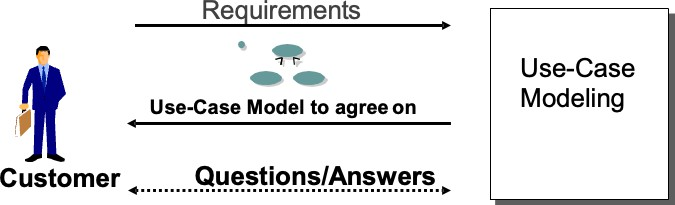 Requirements
Use-Case
Modeling
Use-Case Model to agree on
Customer
Questions/Answers